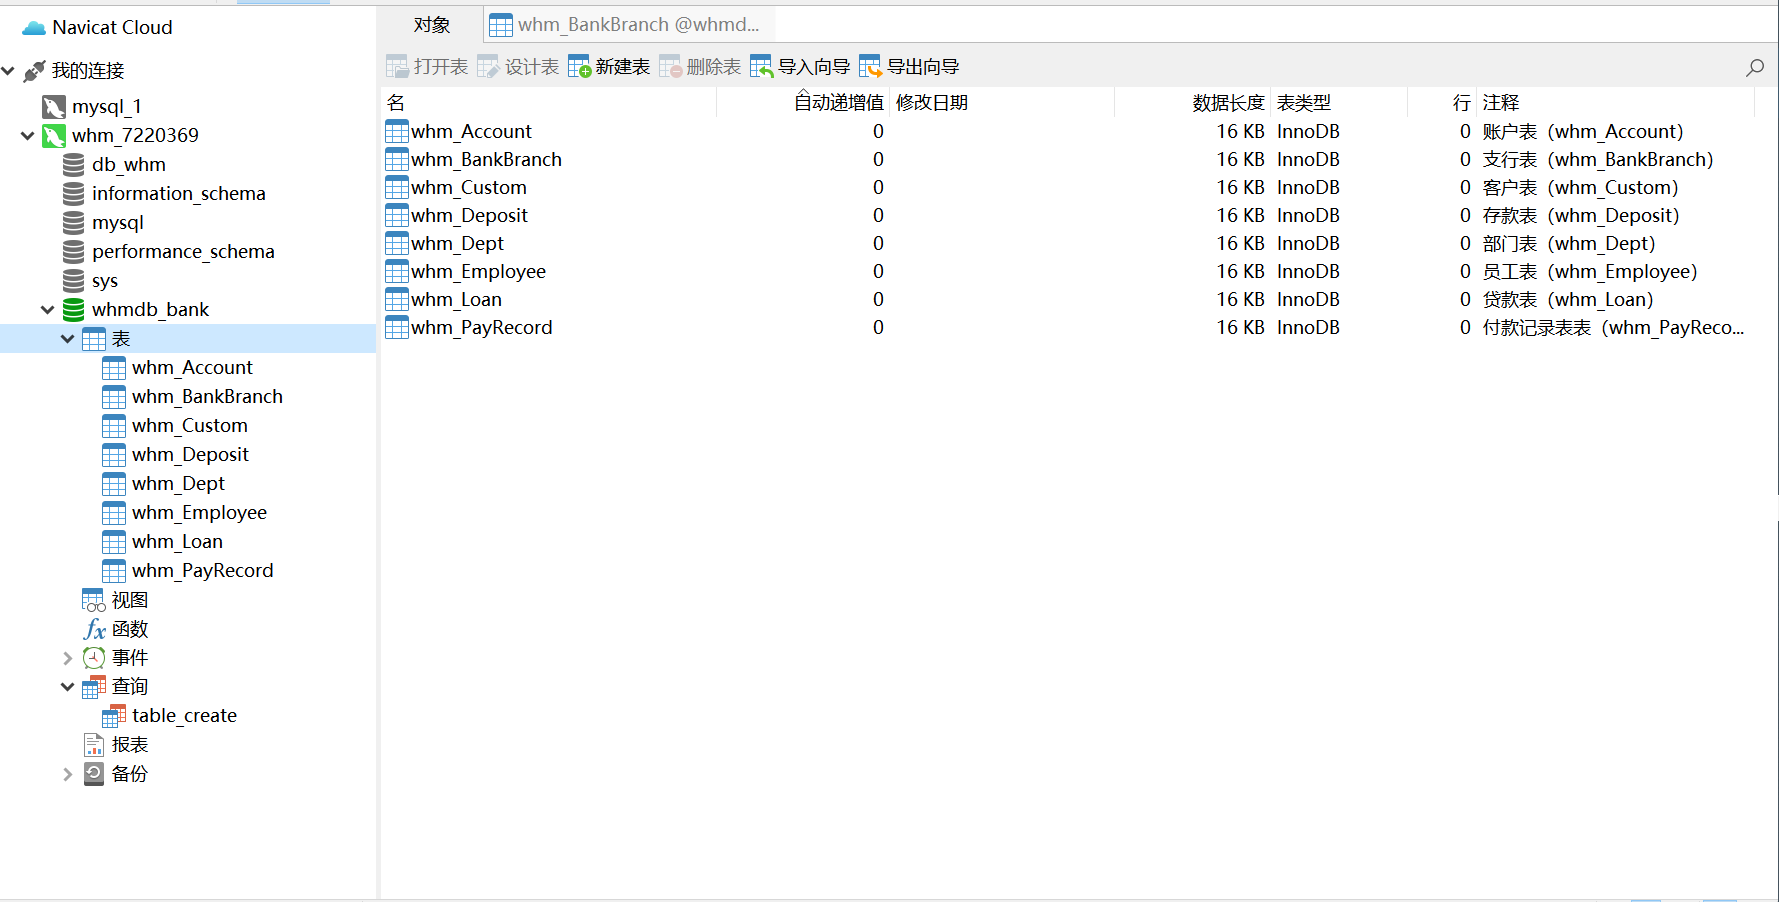 Navicat Cloud
我的连接
mysql_1
whm_7220369
db_whm
information_schema
mysql
performance_schema
sys
whmdb_bank
表
whm_Account
whm_BankBranch
whm_Custom
whm_Deposit
whm_Dept
whm_Employee
whm_Loan
whm_PayRecord
视图
函数
事件
查询
table_create
报表
备份
对象 whm_BankBranch @whmd...
打开表 设计表 新建表 删除表 导入向导 导出向导
名 自动递增值 修改日期 数据长度 表类型 行 注释
whm_Account 0 16 KB InnoDB 0 账户表（whm_Account）
whm_BankBranch 0 16 KB InnoDB 0 支行表（whm_BankBranch）
whm_Custom 0 16 KB InnoDB 0 客户表（whm_Custom）
whm_Deposit 0 16 KB InnoDB 0 存款表（whm_Deposit）
whm_Dept 0 16 KB InnoDB 0 部门表（whm_Dept）
whm_Employee 0 16 KB InnoDB 0 员工表（whm_Employee）
whm_Loan 0 16 KB InnoDB 0 贷款表（whm_Loan）
whm_PayRecord 0 16 KB InnoDB 0 付款记录表表（whm_PayReco...